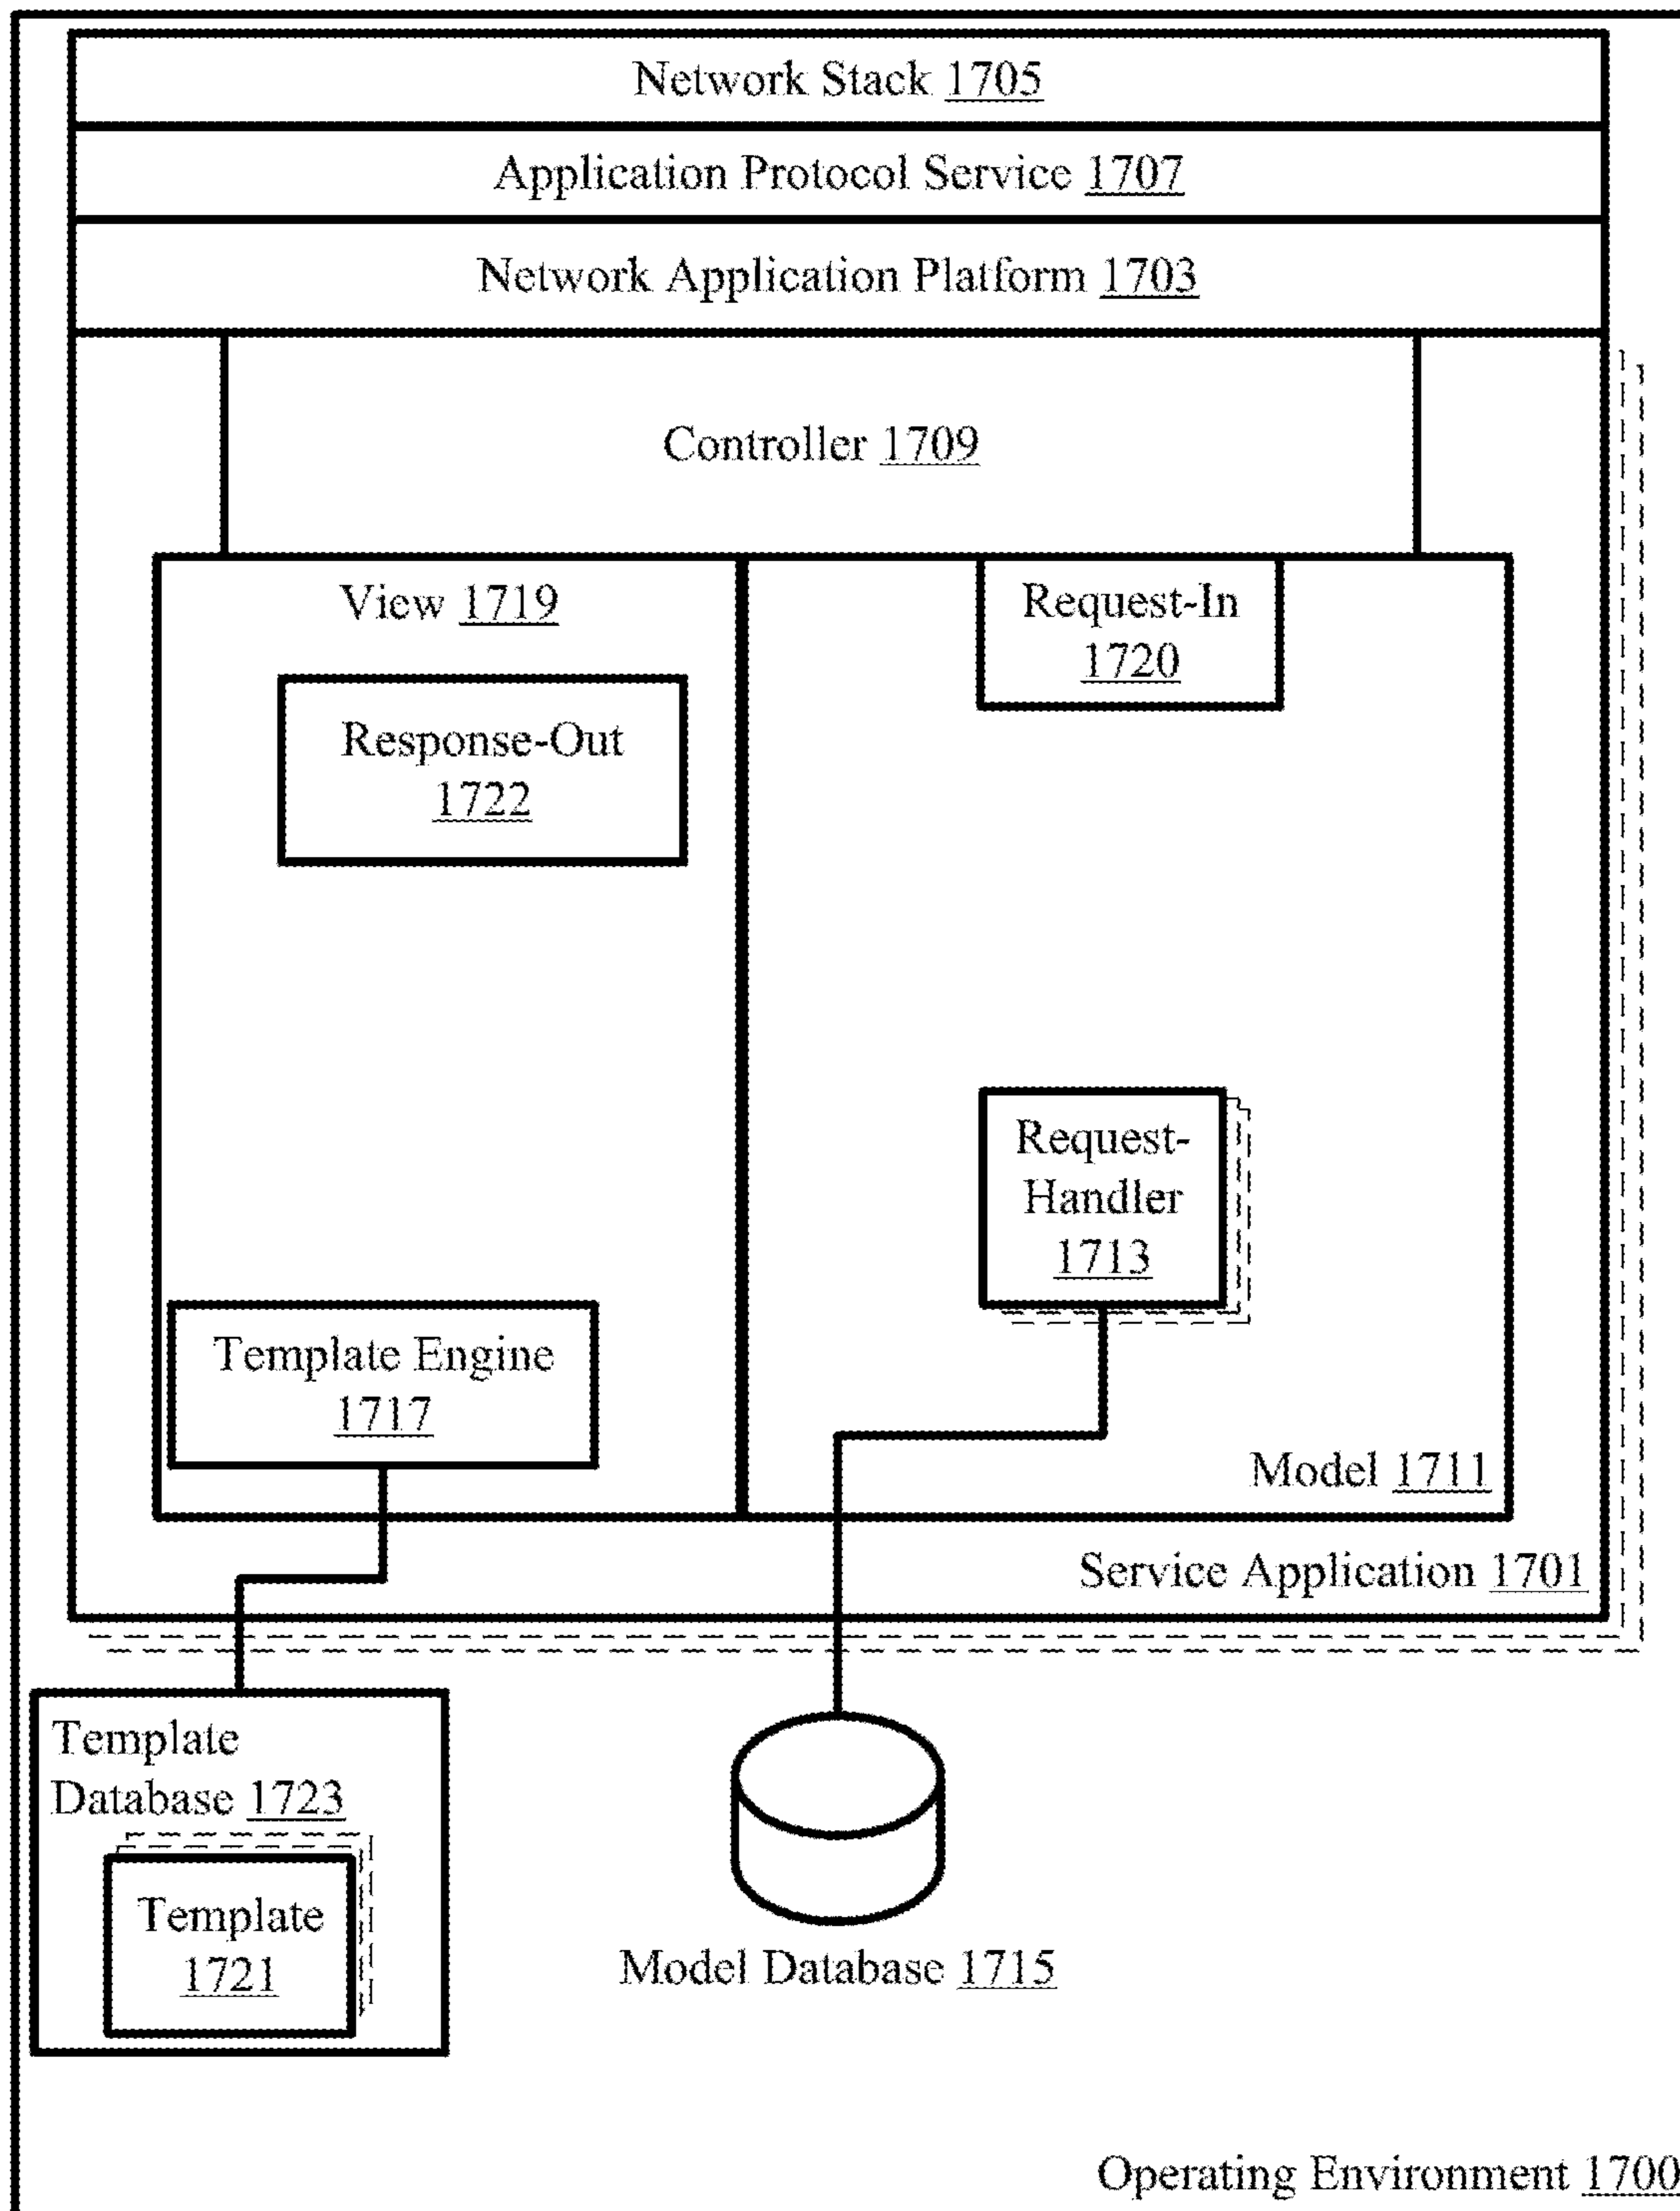 Network Stack 1705
Application Protocol Service 1707
Network Application Platform 1703
Controller 1709
View 1719
Request-In
1720
Response-Out
1722
Request-
Handler
1713
Template Engine
1717
Model 1711
Service Application 1701
Template
Database 1723
Template
1721
Model Database 1715
Operating Environment 1700